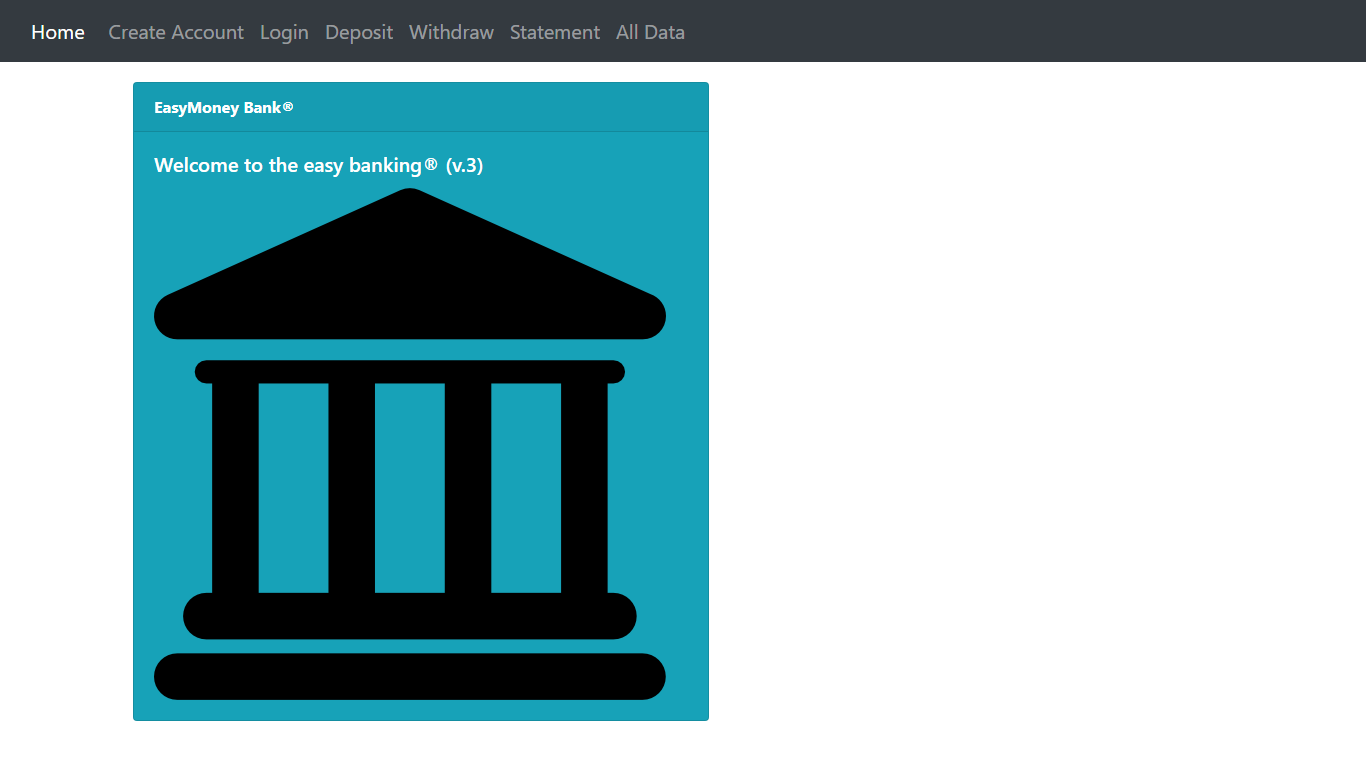 Home Create Account Login Deposit Withdraw Statement All Data
EasyMoney Bank®
Welcome to the easy banking® (v.3)